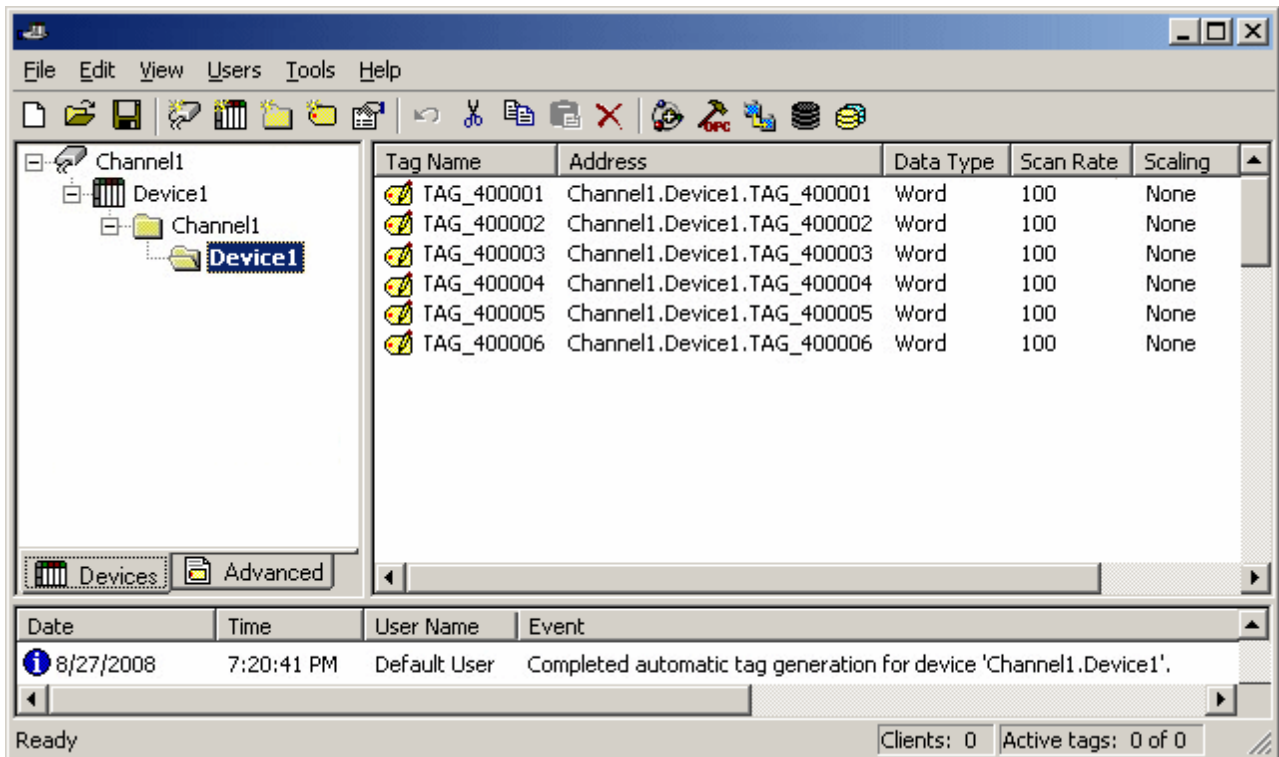 File Edit View Users Tools Help
OPC
Channel1
Device1
Channel1
Device1
Devices Advanced
Tag Name Address Data Type Scan Rate Scaling
TAG_400001 Channel1.Device1.TAG_400001 Word 100 None
TAG_400002 Channel1.Device1.TAG_400002 Word 100 None
TAG_400003 Channel1.Device1.TAG_400003 Word 100 None
TAG_400004 Channel1.Device1.TAG_400004 Word 100 None
TAG_400005 Channel1.Device1.TAG_400005 Word 100 None
TAG_400006 Channel1.Device1.TAG_400006 Word 100 None
Date Time User Name Event
8/27/2008 7:20:41 PM Default User Completed automatic tag generation for device 'Channel1.Device1'.
Ready Clients: 0 Active tags: 0 of 0